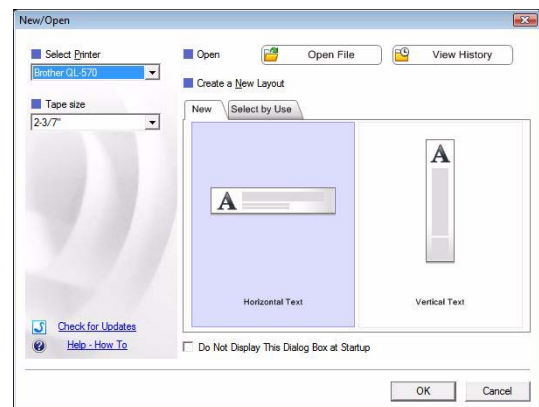 New/Open
Select Printer
Brother QL-570
Tape size
2-3/7"
Check for Updates
Help - How To
Open
Open File
View History
Create a New Layout
New
Select by Use
A
Horizontal Text
A
Vertical Text
Do Not Display This Dialog Box at Startup
OK
Cancel